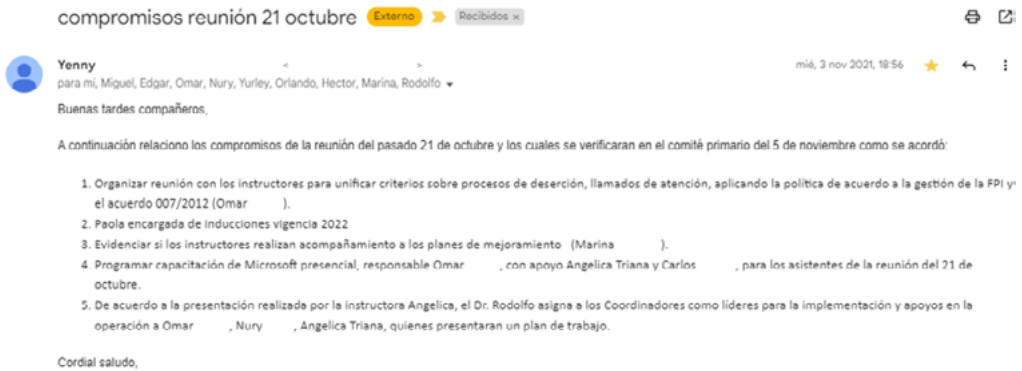 compromisos reunión 21 octubre Externo Recibidos ×
Yenny < >
mié, 3 nov 2021, 18:56
para mí, Miguel, Edgar, Omar, Nury, Yurley, Orlando, Hector, Marina, Rodolfo
Buenas tardes compañeros,
A continuación relaciono los compromisos de la reunión del pasado 21 de octubre y los cuales se verificaran en el comité primario del 5 de noviembre como se acordó:
1. Organizar reunión con los instructores para unificar criterios sobre procesos de deserción, llamados de atención, aplicando la política de acuerdo a la gestión de la FPI y
el acuerdo 007/2012 (Omar ).
2. Paola encargada de inducciones vigencia 2022
3. Evidenciar si los instructores realizan acompañamiento a los planes de mejoramiento (Marina ).
4. Programar capacitación de Microsoft presencial, responsable Omar , con apoyo Angelica Triana y Carlos , para los asistentes de la reunión del 21 de
octubre.
5. De acuerdo a la presentación realizada por la instructora Angelica, el Dr. Rodolfo asigna a los Coordinadores como líderes para la implementación y apoyos en la
operación a Omar , Nury , Angelica Triana, quienes presentaran un plan de trabajo.
Cordial saludo,